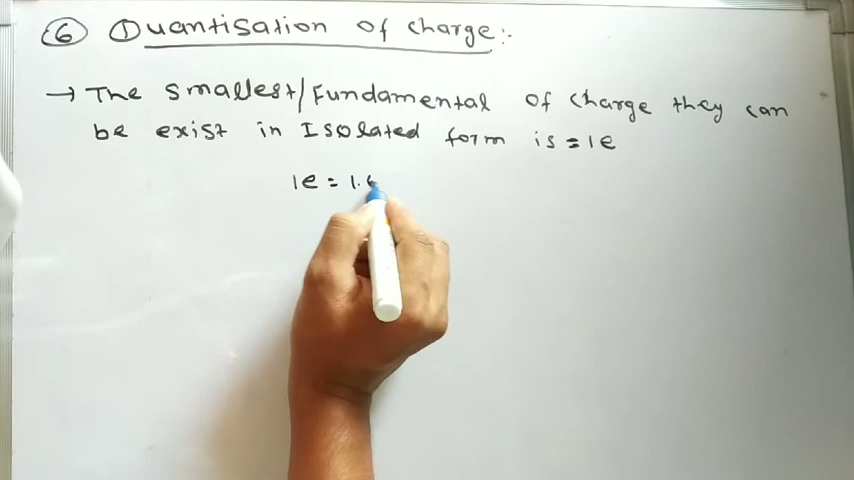 ⑥ Quantisation of charge:-
→ The smallest/Fundamental of charge they can
be exist in Isolated form is = 1e
1e = 1.6